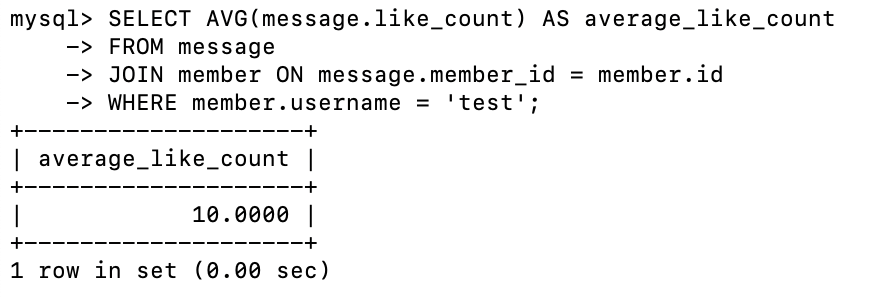 mysql> SELECT AVG(message.like_count) AS average_like_count
    -> FROM message
    -> JOIN member ON message.member_id = member.id
    -> WHERE member.username = 'test';
+--------------------+
| average_like_count |
+--------------------+
|            10.0000 |
+--------------------+
1 row in set (0.00 sec)